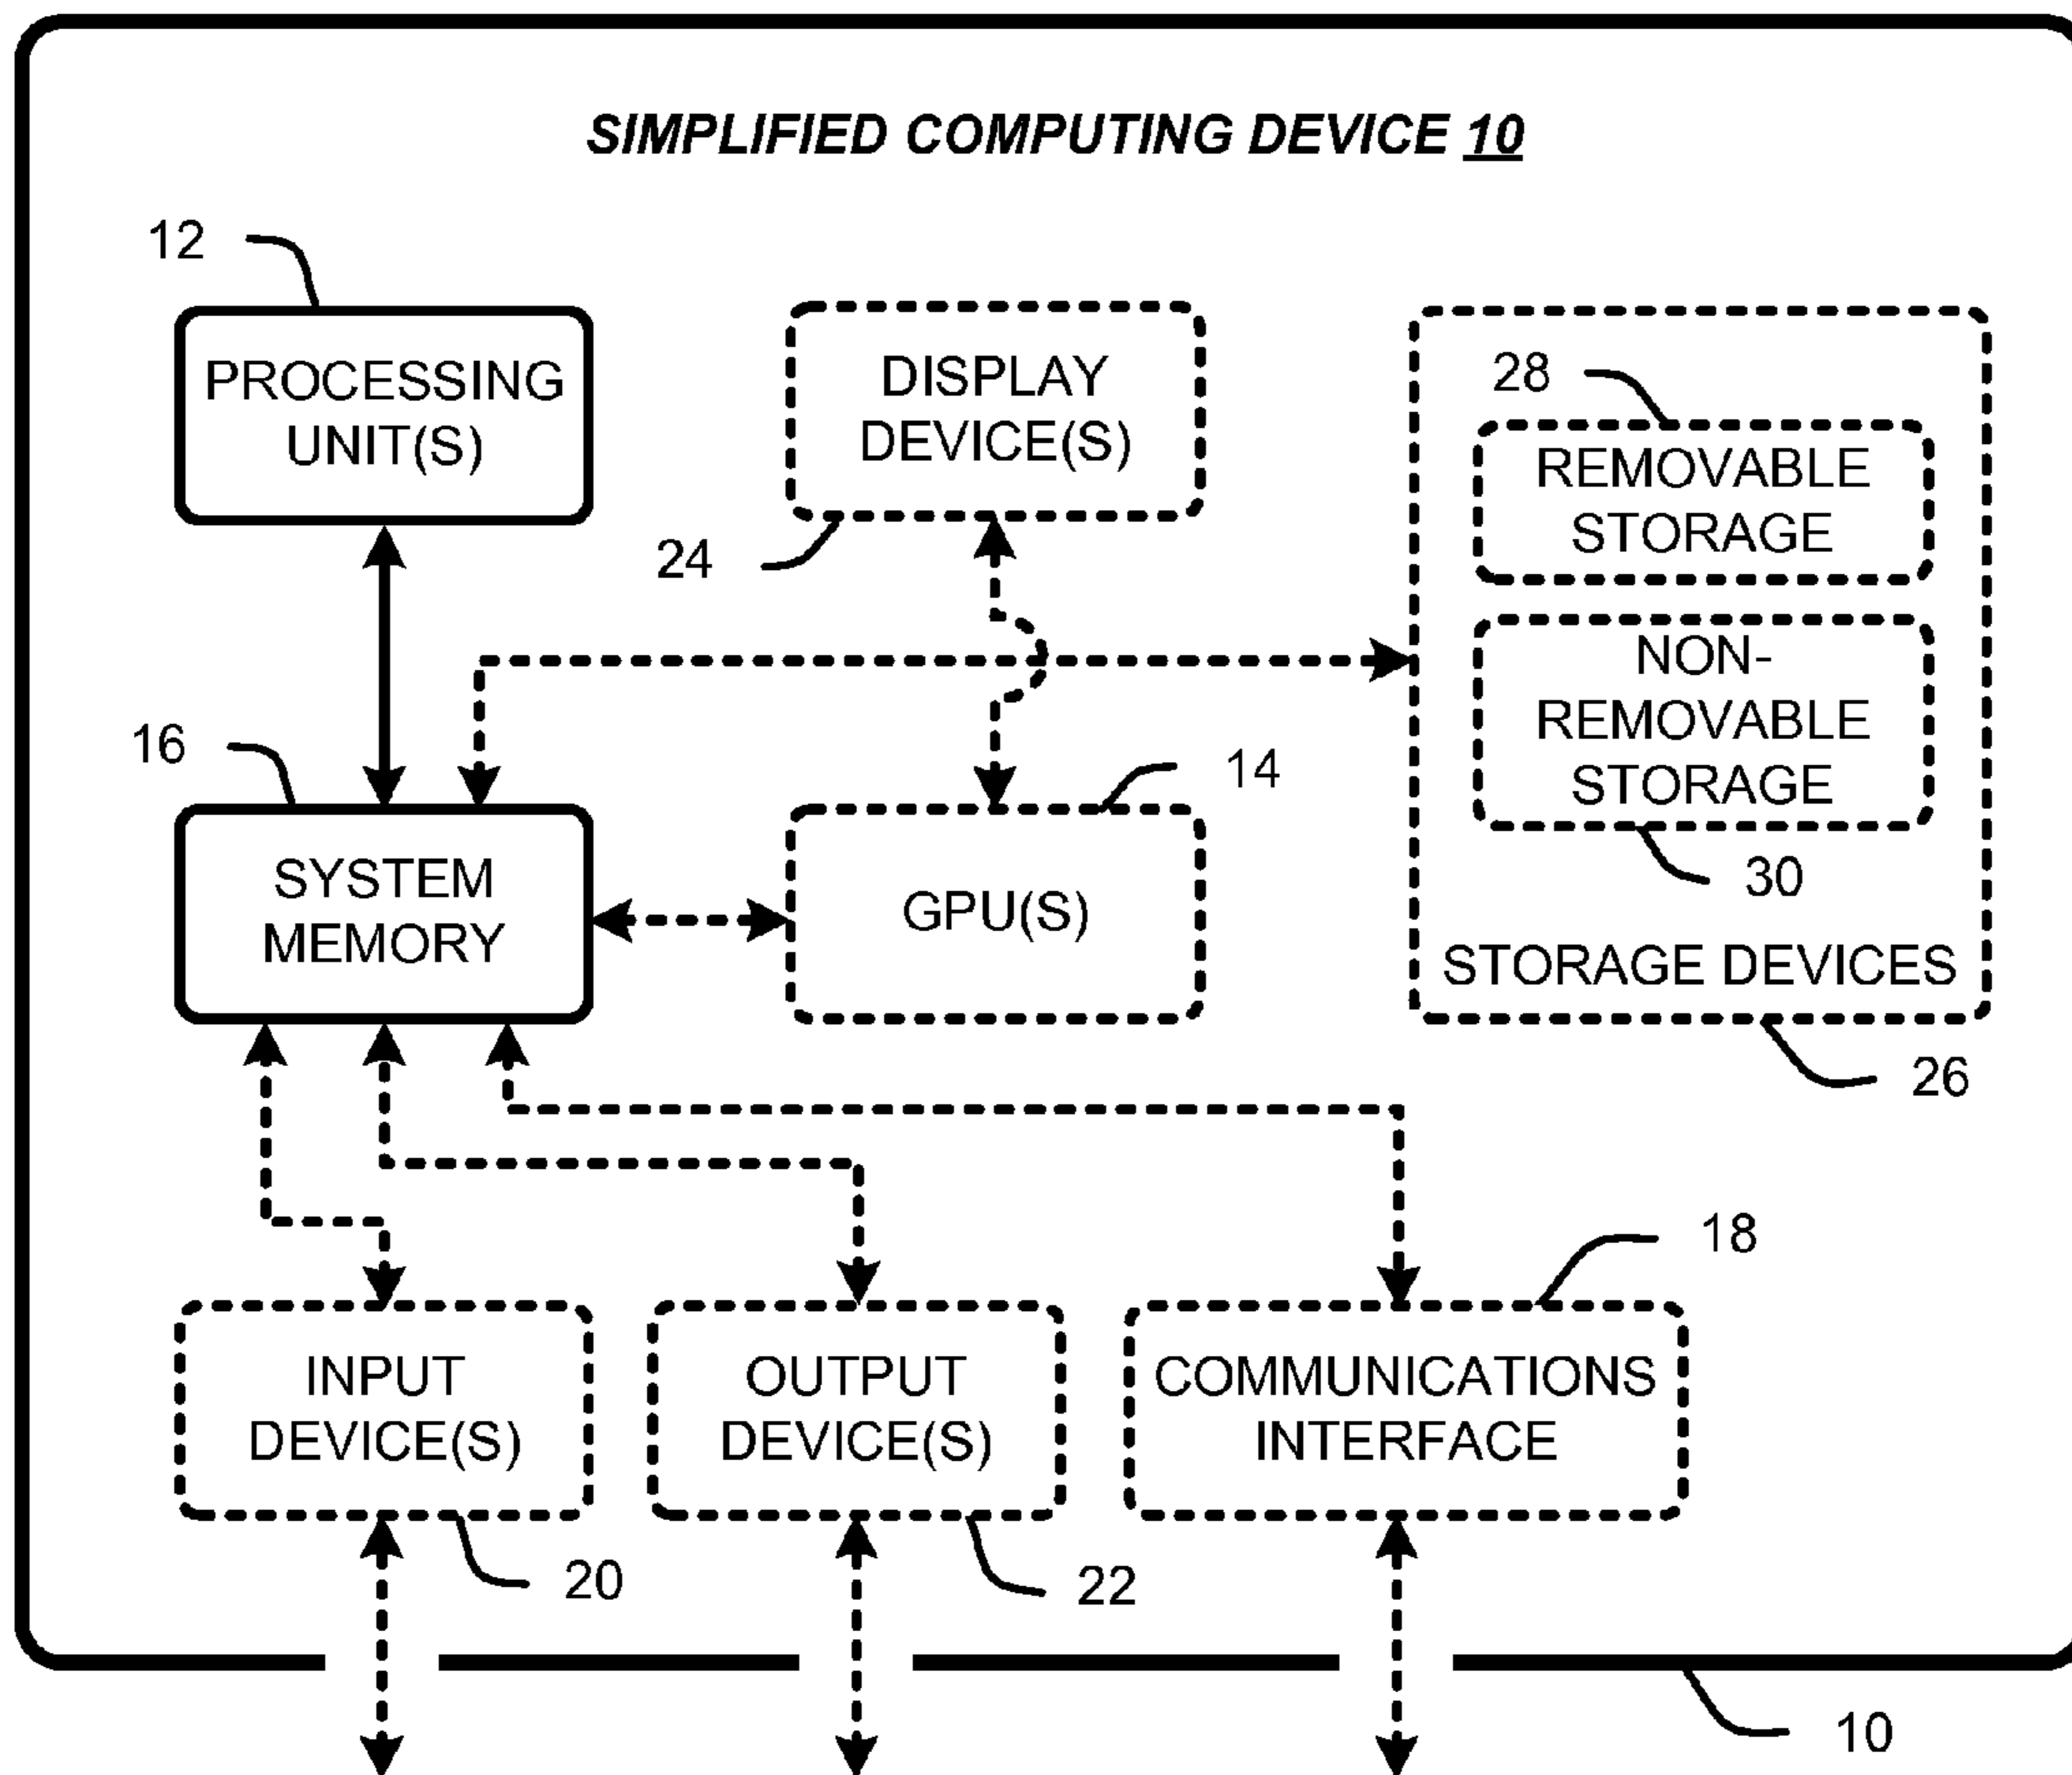 SIMPLIFIED COMPUTING DEVICE 10
12
PROCESSING
UNIT(S)
DISPLAY
DEVICE(S)
24
28
REMOVABLE
STORAGE
NON-
REMOVABLE
STORAGE
30
STORAGE DEVICES
26
16
SYSTEM
MEMORY
14
GPU(S)
18
INPUT
DEVICE(S)
20
OUTPUT
DEVICE(S)
22
COMMUNICATIONS
INTERFACE
10